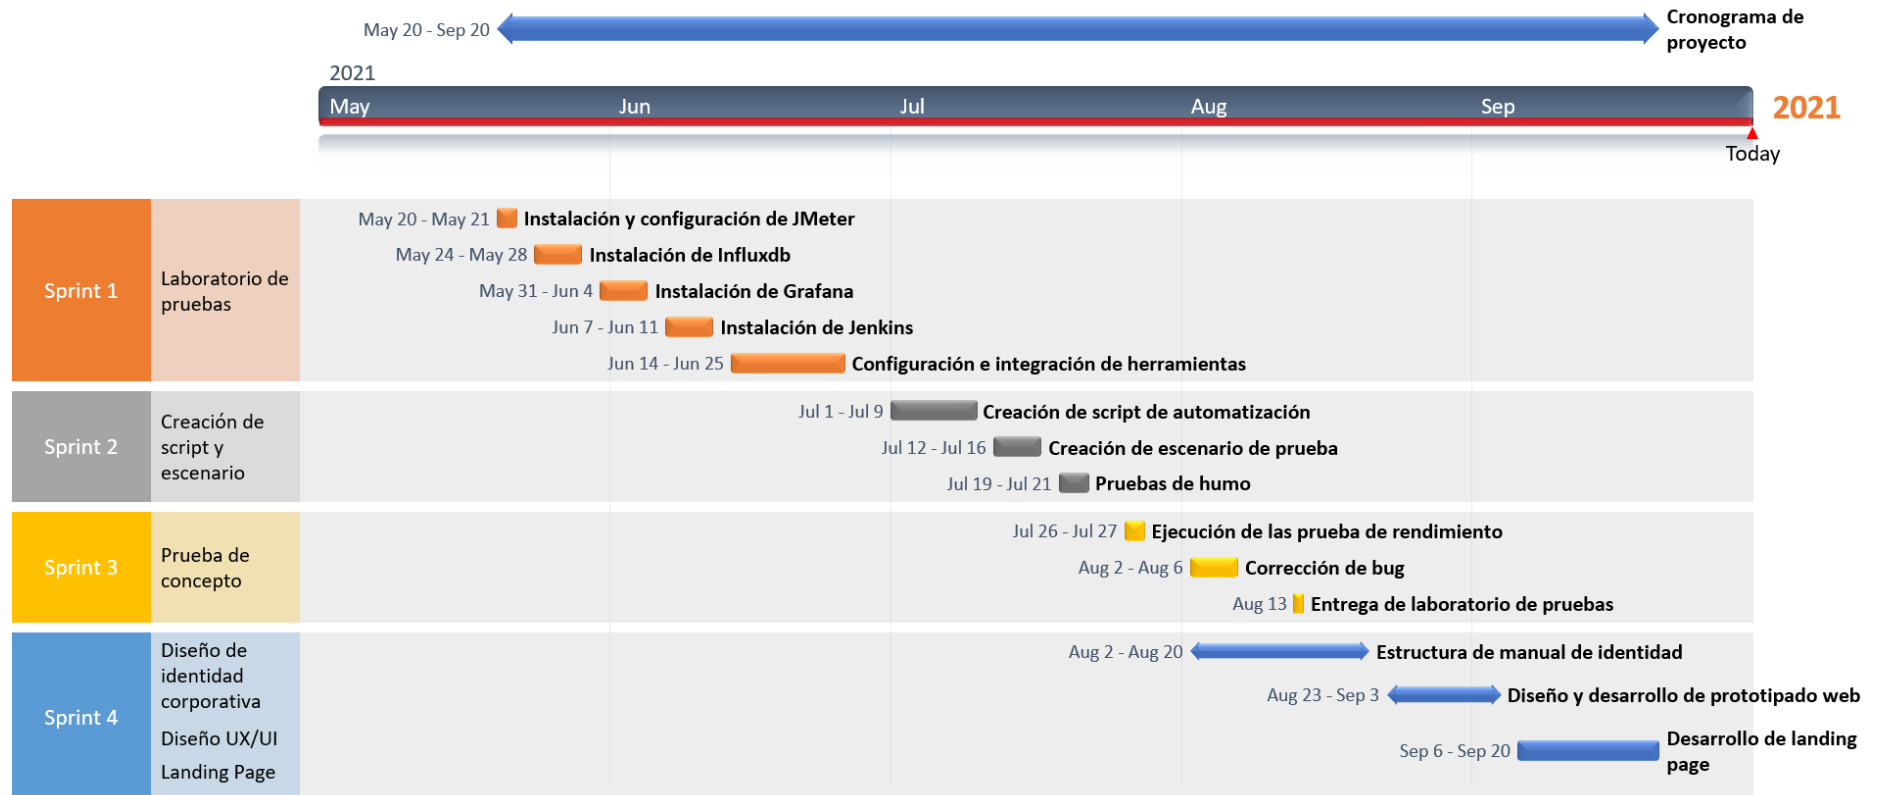 May 20 - Sep 20
Cronograma de
proyecto
2021
May Jun Jul Aug Sep
2021
Today
Sprint 1
Laboratorio de
pruebas
May 20 - May 21 Instalación y configuración de JMeter
May 24 - May 28 Instalación de Influxdb
May 31 - Jun 4 Instalación de Grafana
Jun 7 - Jun 11 Instalación de Jenkins
Jun 14 - Jun 25 Configuración e integración de herramientas
Sprint 2
Creación de
script y
escenario
Jul 1 - Jul 9 Creación de script de automatización
Jul 12 - Jul 16 Creación de escenario de prueba
Jul 19 - Jul 21 Pruebas de humo
Sprint 3
Prueba de
concepto
Jul 26 - Jul 27 Ejecución de las prueba de rendimiento
Aug 2 - Aug 6 Corrección de bug
Aug 13 Entrega de laboratorio de pruebas
Sprint 4
Diseño de
identidad
corporativa
Diseño UX/UI
Landing Page
Aug 2 - Aug 20 Estructura de manual de identidad
Aug 23 - Sep 3 Diseño y desarrollo de prototipado web
Sep 6 - Sep 20 Desarrollo de landing
page